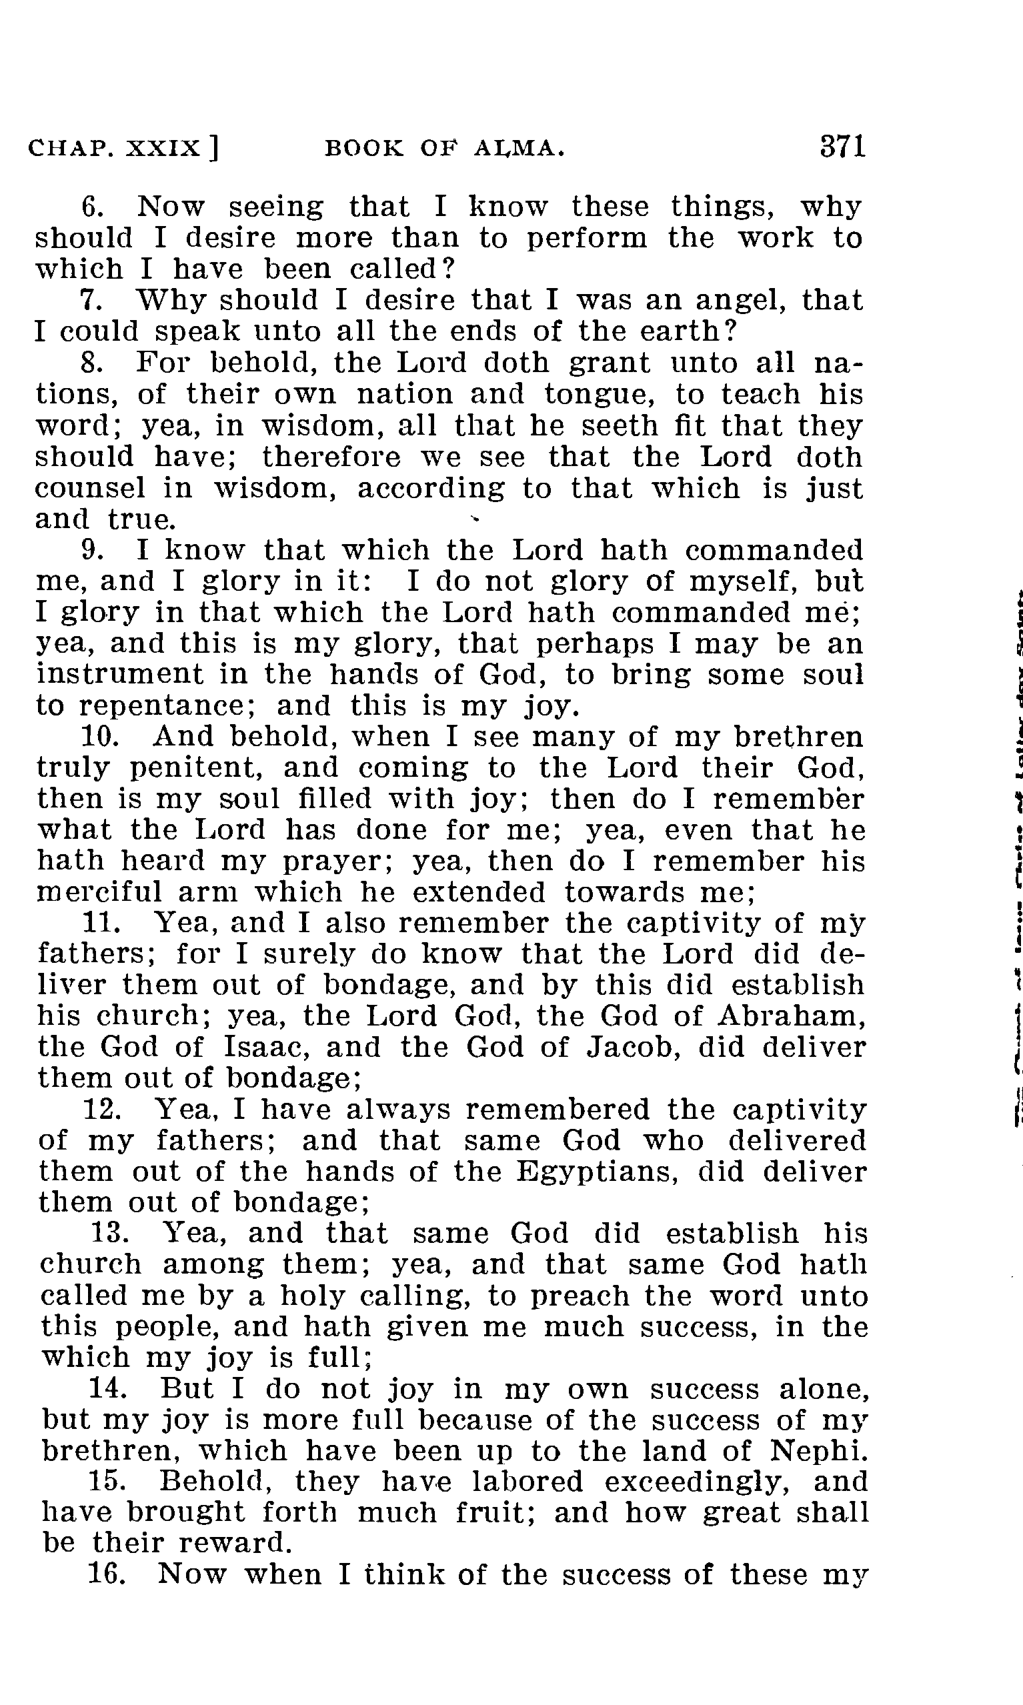 CHAP. XXIX ] BOOK OF ALMA. 371
6. Now seeing that I know these things, why
should I desire more than to perform the work to
which I have been called?
7. Why should I desire that I was an angel, that
I could speak unto all the ends of the earth?
8. For behold, the Lord doth grant unto all na-
tions, of their own nation and tongue, to teach his
word; yea, in wisdom, all that he seeth fit that they
should have; therefore we see that the Lord doth
counsel in wisdom, according to that which is just
and true.
9. I know that which the Lord hath commanded
me, and I glory in it: I do not glory of myself, but
I glory in that which the Lord hath commanded me;
yea, and this is my glory, that perhaps I may be an
instrument in the hands of God, to bring some soul
to repentance; and this is my joy.
10. And behold, when I see many of my brethren
truly penitent, and coming to the Lord their God,
then is my soul filled with joy; then do I remember
what the Lord has done for me; yea, even that he
hath heard my prayer; yea, then do I remember his
merciful arm which he extended towards me;
11. Yea, and I also remember the captivity of my
fathers; for I surely do know that the Lord did de-
liver them out of bondage, and by this did establish
his church; yea, the Lord God, the God of Abraham,
the God of Isaac, and the God of Jacob, did deliver
them out of bondage;
12. Yea, I have always remembered the captivity
of my fathers; and that same God who delivered
them out of the hands of the Egyptians, did deliver
them out of bondage;
13. Yea, and that same God did establish his
church among them; yea, and that same God hath
called me by a holy calling, to preach the word unto
this people, and hath given me much success, in the
which my joy is full;
14. But I do not joy in my own success alone,
but my joy is more full because of the success of my
brethren, which have been up to the land of Nephi.
15. Behold, they have labored exceedingly, and
have brought forth much fruit; and how great shall
be their reward.
16. Now when I think of the success of these my